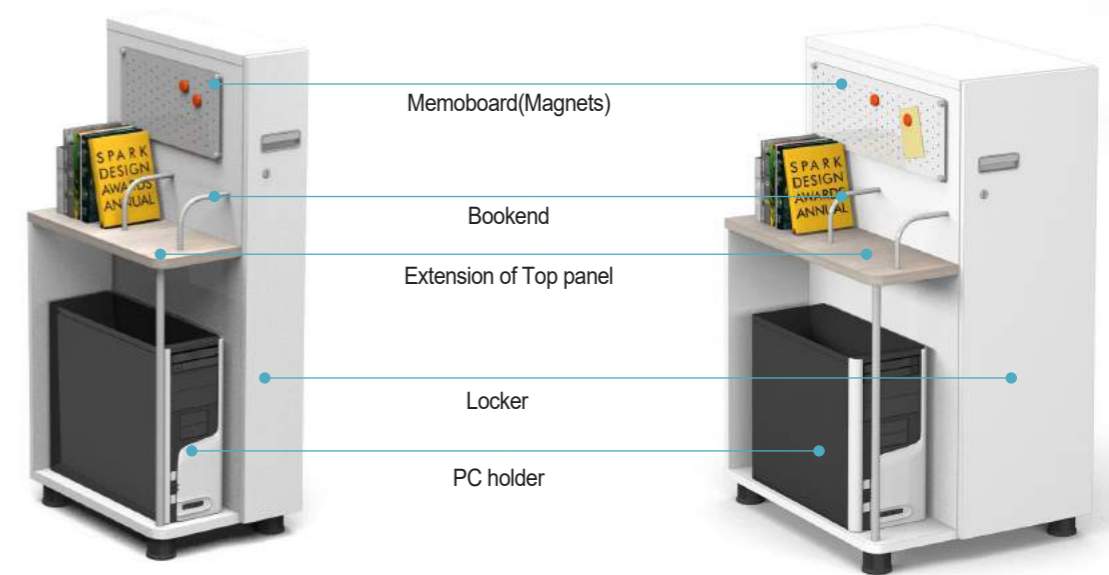 Memoboard(Magnets)
SPARK
DESIGN
AWARDS
ANNUAL
SPARK
DESIGN
AWARDS
ANNUAL
Bookend
Extension of Top panel
Locker
PC holder